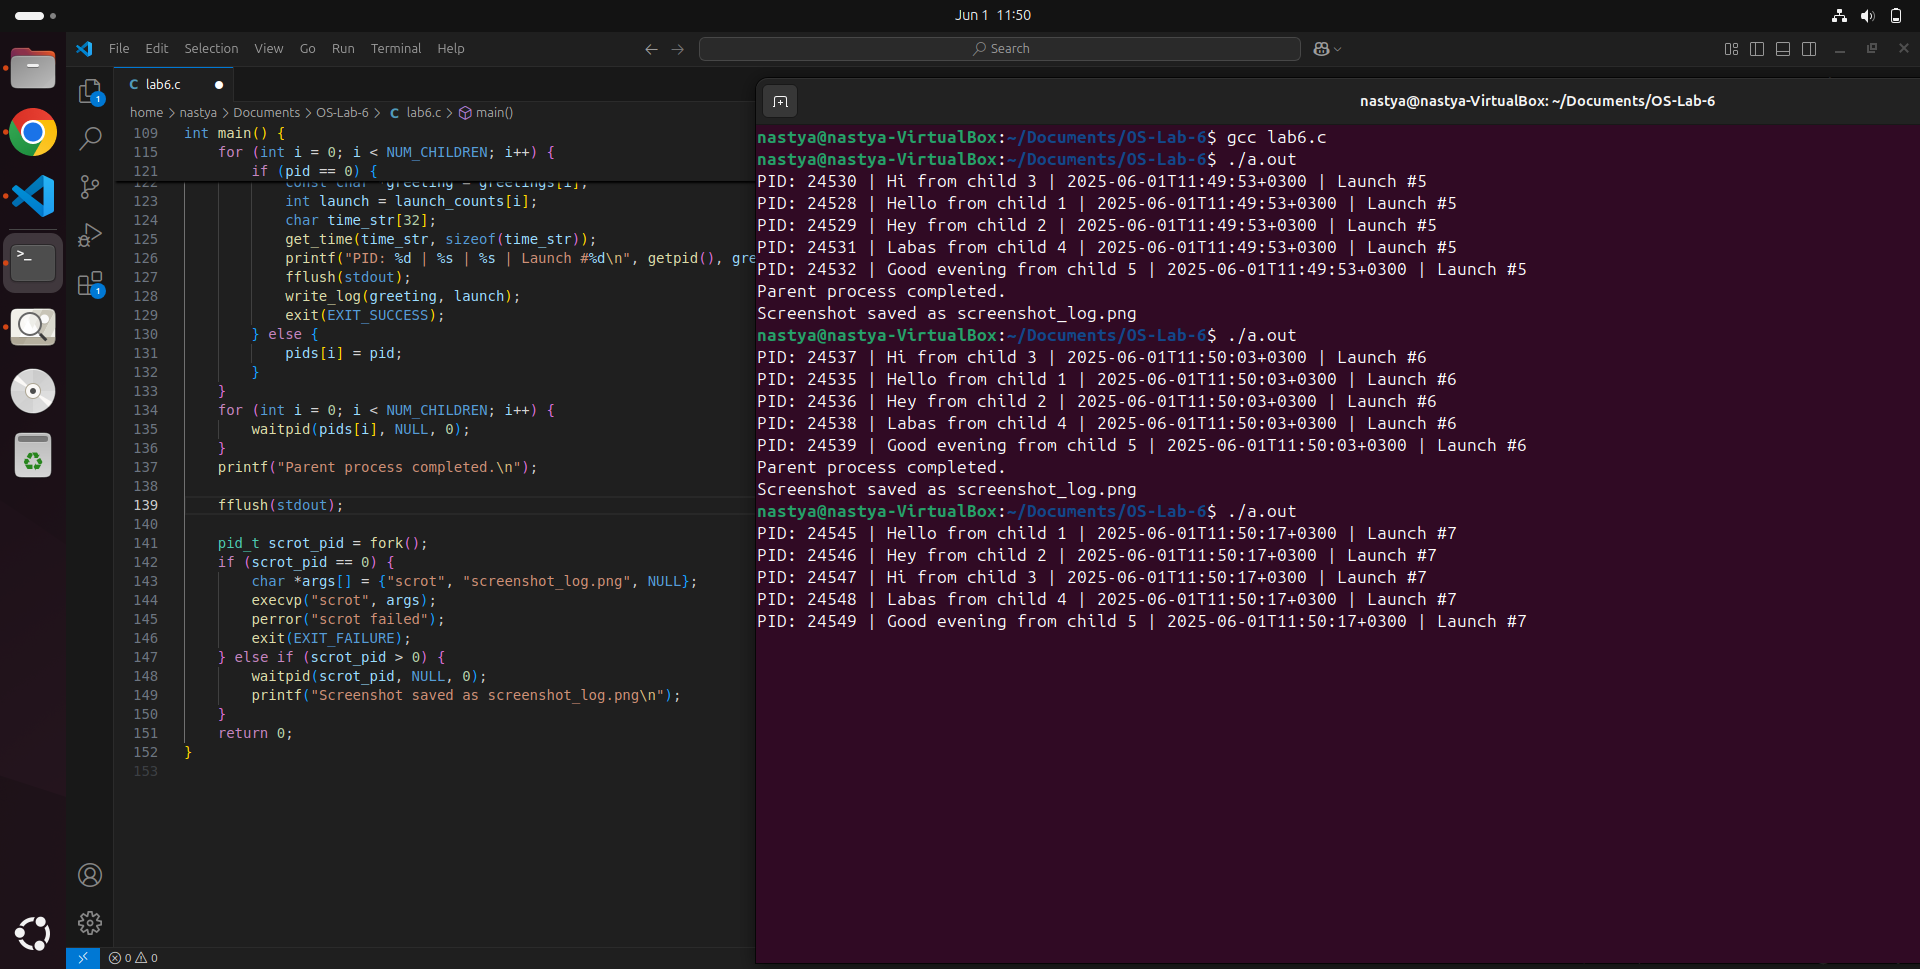 Jun 1 11:50
File Edit Selection View Go Run Terminal Help
Search
C lab6.c
home > nastya > Documents > OS-Lab-6 > C lab6.c > main()
109 int main() {
115 for (int i = 0; i < NUM_CHILDREN; i++) {
121 if (pid == 0) {
122 const char *greeting = greetings[i];
123 int launch = launch_counts[i];
124 char time_str[32];
125 get_time(time_str, sizeof(time_str));
126 printf("PID: %d | %s | %s | Launch #%d\n", getpid(), gre
127 fflush(stdout);
128 write_log(greeting, launch);
129 exit(EXIT_SUCCESS);
130 } else {
131 pids[i] = pid;
132 }
133 }
134 for (int i = 0; i < NUM_CHILDREN; i++) {
135 waitpid(pids[i], NULL, 0);
136 }
137 printf("Parent process completed.\n");
138
139 fflush(stdout);
140
141 pid_t scrot_pid = fork();
142 if (scrot_pid == 0) {
143 char *args[] = {"scrot", "screenshot_log.png", NULL};
144 execvp("scrot", args);
145 perror("scrot failed");
146 exit(EXIT_FAILURE);
147 } else if (scrot_pid > 0) {
148 waitpid(scrot_pid, NULL, 0);
149 printf("Screenshot saved as screenshot_log.png\n");
150 }
151 return 0;
152 }
153
0 0
1
1
nastya@nastya-VirtualBox: ~/Documents/OS-Lab-6
nastya@nastya-VirtualBox:~/Documents/OS-Lab-6$ gcc lab6.c
nastya@nastya-VirtualBox:~/Documents/OS-Lab-6$ ./a.out
PID: 24530 | Hi from child 3 | 2025-06-01T11:49:53+0300 | Launch #5
PID: 24528 | Hello from child 1 | 2025-06-01T11:49:53+0300 | Launch #5
PID: 24529 | Hey from child 2 | 2025-06-01T11:49:53+0300 | Launch #5
PID: 24531 | Labas from child 4 | 2025-06-01T11:49:53+0300 | Launch #5
PID: 24532 | Good evening from child 5 | 2025-06-01T11:49:53+0300 | Launch #5
Parent process completed.
Screenshot saved as screenshot_log.png
nastya@nastya-VirtualBox:~/Documents/OS-Lab-6$ ./a.out
PID: 24537 | Hi from child 3 | 2025-06-01T11:50:03+0300 | Launch #6
PID: 24535 | Hello from child 1 | 2025-06-01T11:50:03+0300 | Launch #6
PID: 24536 | Hey from child 2 | 2025-06-01T11:50:03+0300 | Launch #6
PID: 24538 | Labas from child 4 | 2025-06-01T11:50:03+0300 | Launch #6
PID: 24539 | Good evening from child 5 | 2025-06-01T11:50:03+0300 | Launch #6
Parent process completed.
Screenshot saved as screenshot_log.png
nastya@nastya-VirtualBox:~/Documents/OS-Lab-6$ ./a.out
PID: 24545 | Hello from child 1 | 2025-06-01T11:50:17+0300 | Launch #7
PID: 24546 | Hey from child 2 | 2025-06-01T11:50:17+0300 | Launch #7
PID: 24547 | Hi from child 3 | 2025-06-01T11:50:17+0300 | Launch #7
PID: 24548 | Labas from child 4 | 2025-06-01T11:50:17+0300 | Launch #7
PID: 24549 | Good evening from child 5 | 2025-06-01T11:50:17+0300 | Launch #7